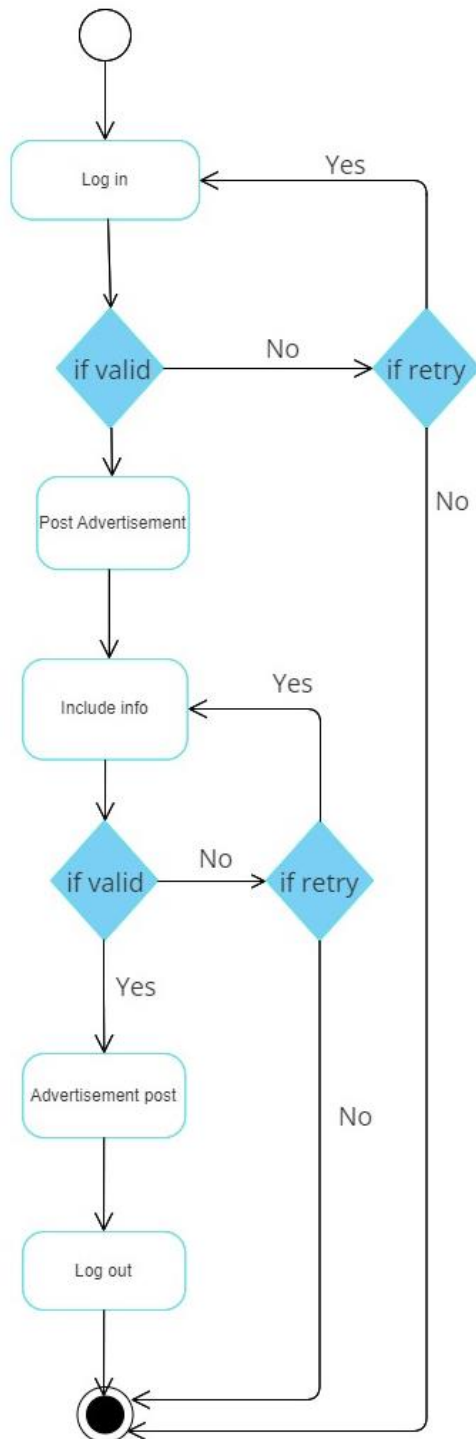 Log in
Yes
if valid
No
if retry
Post Advertisement
No
Include info
Yes
if valid
No
if retry
Yes
Advertisement post
No
Log out